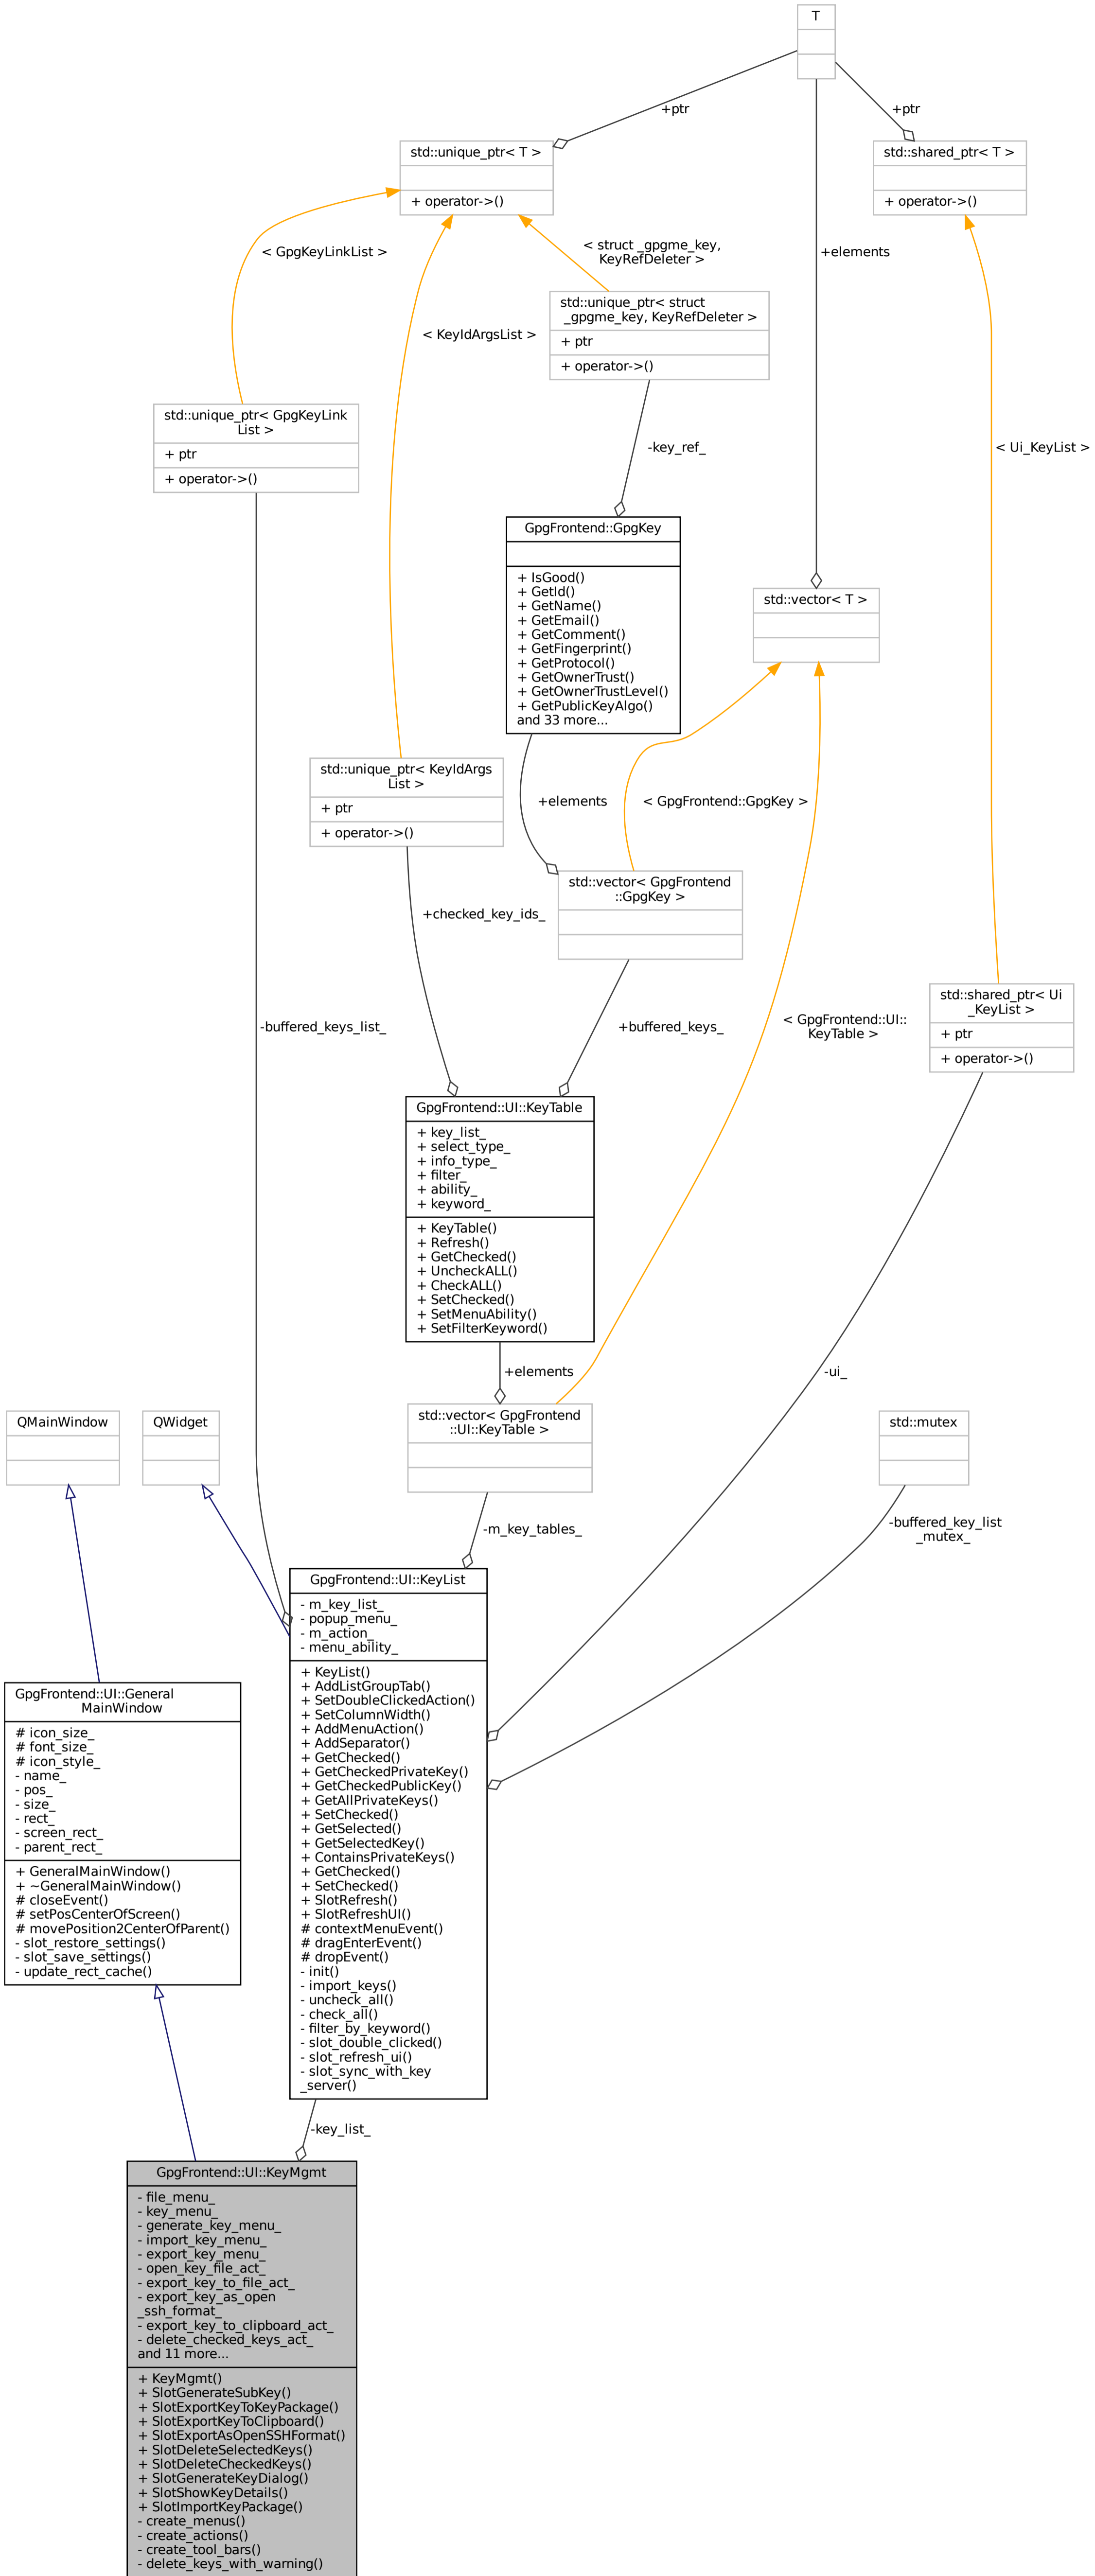 T
+ptr
+ptr
std::unique_ptr< T >
+ operator->()
std::shared_ptr< T >
+ operator->()
< GpgKeyLinkList >
< struct _gpgme_key,
KeyRefDeleter >
+elements
std::unique_ptr< struct
_gpgme_key, KeyRefDeleter >
+ ptr
+ operator->()
< KeyIdArgsList >
std::unique_ptr< GpgKeyLink
List >
+ ptr
+ operator->()
-key_ref_
< Ui_KeyList >
GpgFrontend::GpgKey
+ IsGood()
+ GetId()
+ GetName()
+ GetEmail()
+ GetComment()
+ GetFingerprint()
+ GetProtocol()
+ GetOwnerTrust()
+ GetOwnerTrustLevel()
+ GetPublicKeyAlgo()
and 33 more...
std::vector< T >
std::unique_ptr< KeyIdArgs
List >
+ ptr
+ operator->()
+elements
< GpgFrontend::GpgKey >
std::vector< GpgFrontend
::GpgKey >
+checked_key_ids_
-buffered_keys_list_
+buffered_keys_
< GpgFrontend::UI::
KeyTable >
std::shared_ptr< Ui
_KeyList >
+ ptr
+ operator->()
GpgFrontend::UI::KeyTable
+ key_list_
+ select_type_
+ info_type_
+ filter_
+ ability_
+ keyword_
+ KeyTable()
+ Refresh()
+ GetChecked()
+ UncheckALL()
+ CheckALL()
+ SetChecked()
+ SetMenuAbility()
+ SetFilterKeyword()
+elements
-ui_
QMainWindow
QWidget
std::vector< GpgFrontend
::UI::KeyTable >
std::mutex
-m_key_tables_
-buffered_key_list
_mutex_
GpgFrontend::UI::KeyList
- m_key_list_
- popup_menu_
- m_action_
- menu_ability_
+ KeyList()
+ AddListGroupTab()
+ SetDoubleClickedAction()
+ SetColumnWidth()
+ AddMenuAction()
+ AddSeparator()
+ GetChecked()
+ GetCheckedPrivateKey()
+ GetCheckedPublicKey()
+ GetAllPrivateKeys()
+ SetChecked()
+ GetSelected()
+ GetSelectedKey()
+ ContainsPrivateKeys()
+ GetChecked()
+ SetChecked()
+ SlotRefresh()
+ SlotRefreshUI()
# contextMenuEvent()
# dragEnterEvent()
# dropEvent()
- init()
- import_keys()
- uncheck_all()
- check_all()
- filter_by_keyword()
- slot_double_clicked()
- slot_refresh_ui()
- slot_sync_with_key
_server()
GpgFrontend::UI::General
MainWindow
# icon_size_
# font_size_
# icon_style_
- name_
- pos_
- size_
- rect_
- screen_rect_
- parent_rect_
+ GeneralMainWindow()
+ ~GeneralMainWindow()
# closeEvent()
# setPosCenterOfScreen()
# movePosition2CenterOfParent()
- slot_restore_settings()
- slot_save_settings()
- update_rect_cache()
-key_list_
GpgFrontend::UI::KeyMgmt
- file_menu_
- key_menu_
- generate_key_menu_
- import_key_menu_
- export_key_menu_
- open_key_file_act_
- export_key_to_file_act_
- export_key_as_open
_ssh_format_
- export_key_to_clipboard_act_
- delete_checked_keys_act_
and 11 more...
+ KeyMgmt()
+ SlotGenerateSubKey()
+ SlotExportKeyToKeyPackage()
+ SlotExportKeyToClipboard()
+ SlotExportAsOpenSSHFormat()
+ SlotDeleteSelectedKeys()
+ SlotDeleteCheckedKeys()
+ SlotGenerateKeyDialog()
+ SlotShowKeyDetails()
+ SlotImportKeyPackage()
- create_menus()
- create_actions()
- create_tool_bars()
- delete_keys_with_warning()